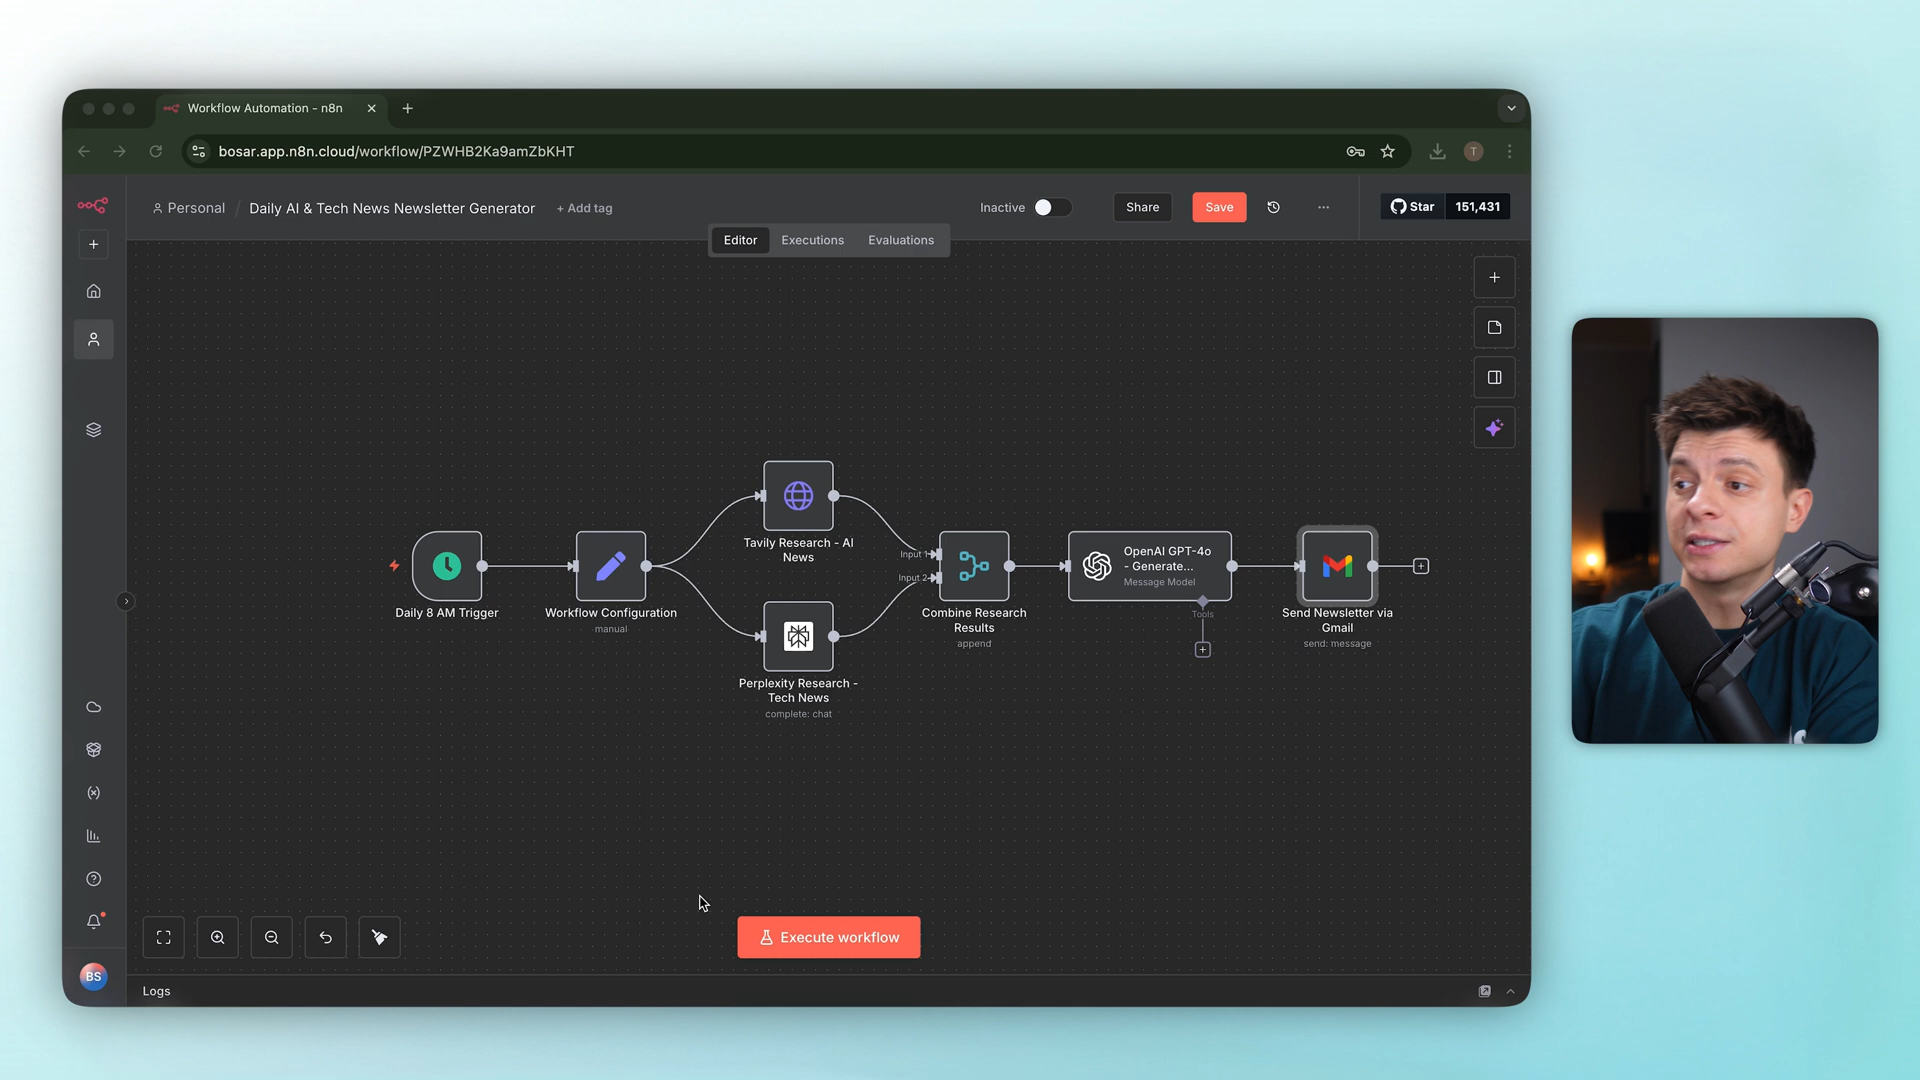 Workflow Automation - n8n
bosar.app.n8n.cloud/workflow/PZWHB2Ka9amZbKHT
T
Personal / Daily AI & Tech News Newsletter Generator + Add tag
Inactive
Share
Save
Star 151,431
Editor Executions Evaluations
Tavily Research - AI
News
Daily 8 AM Trigger
Workflow Configuration
manual
Perplexity Research -
Tech News
complete: chat
Input 1
Input 2
Combine Research
Results
append
OpenAI GPT-4o
- Generate...
Message Model
Tools
Send Newsletter via
Gmail
send: message
Execute workflow
BS
Logs